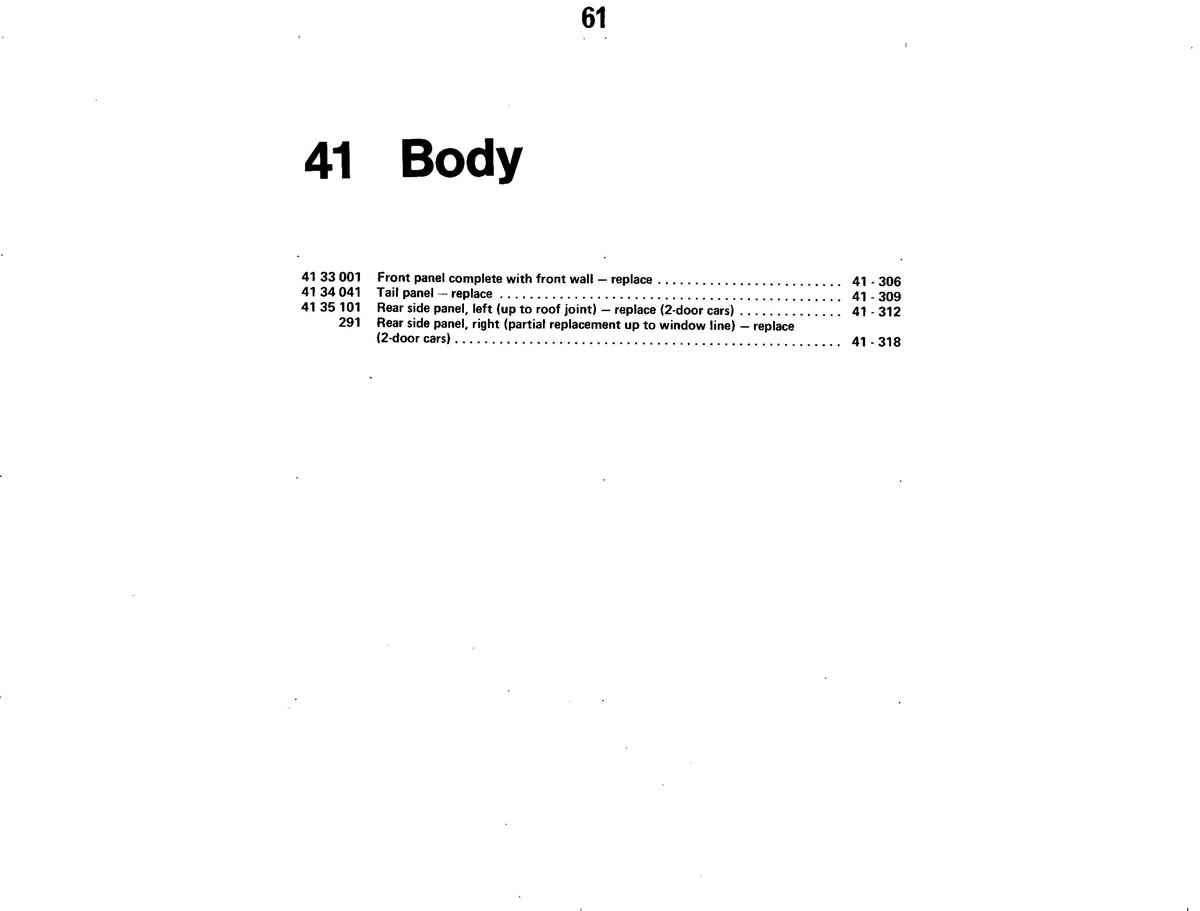 61
41 Body
41 33 001 Front panel complete with front wall — replace ......................... 41 - 306
41 34 041 Tail panel — replace .............................................. 41 - 309
41 35 101 Rear side panel, left (up to roof joint) — replace (2-door cars) .............. 41 - 312
291 Rear side panel, right (partial replacement up to window line) — replace
(2-door cars) .................................................... 41 - 318